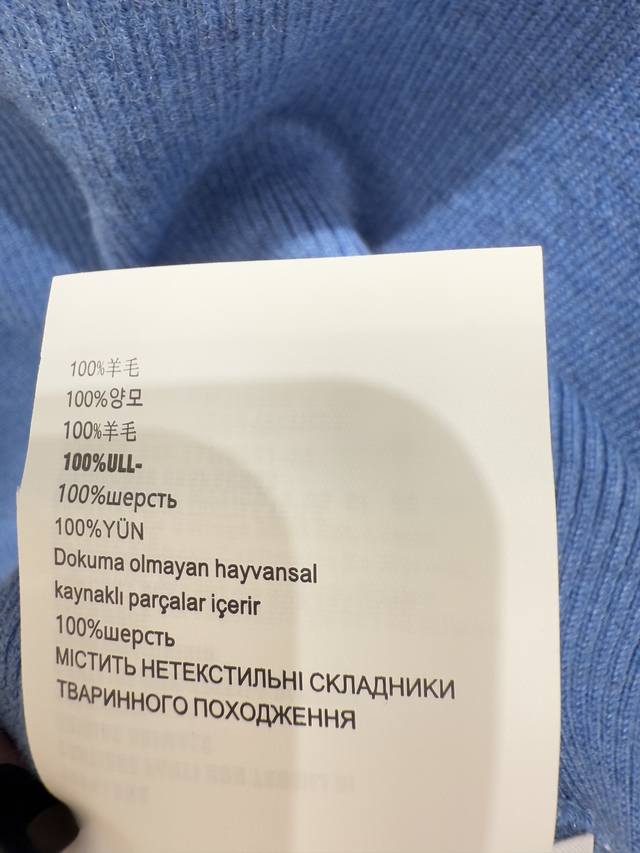 100%羊毛
100%양모
100%羊毛
100%ULL-
100%шерсть
100%YÜN
Dokuma olmayan hayvansal
kaynaklı parçalar içerir
100%шерсть
МІСТИТЬ НЕТЕКСТИЛЬНІ СКЛАДНИКИ
ТВАРИННОГО ПОХОДЖЕННЯ